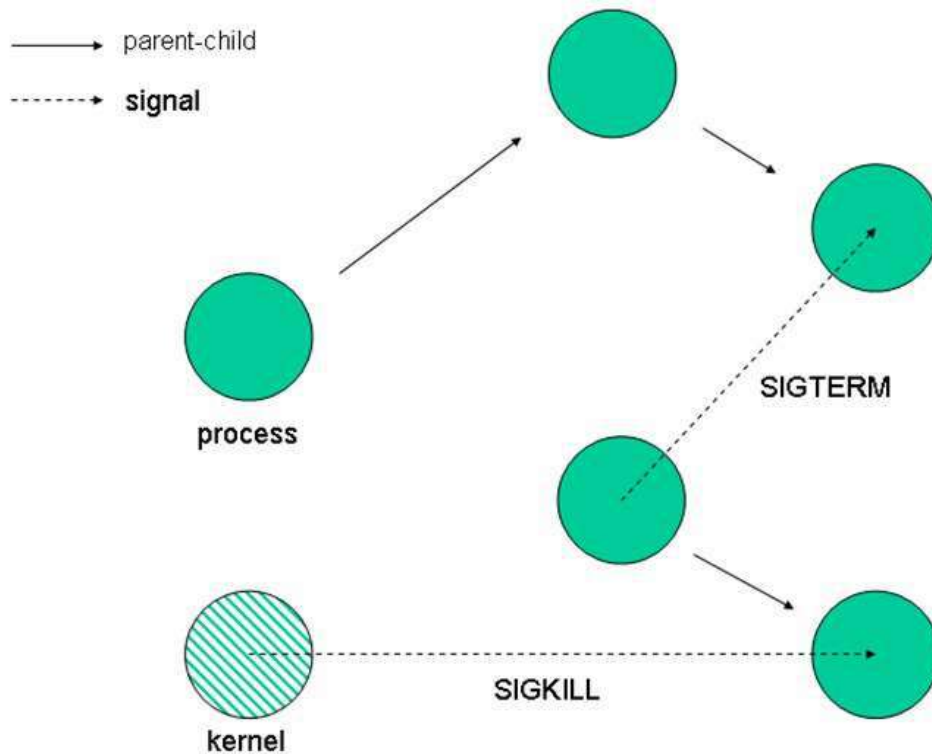 parent-child
signal
SIGTERM
process
SIGKILL
kernel